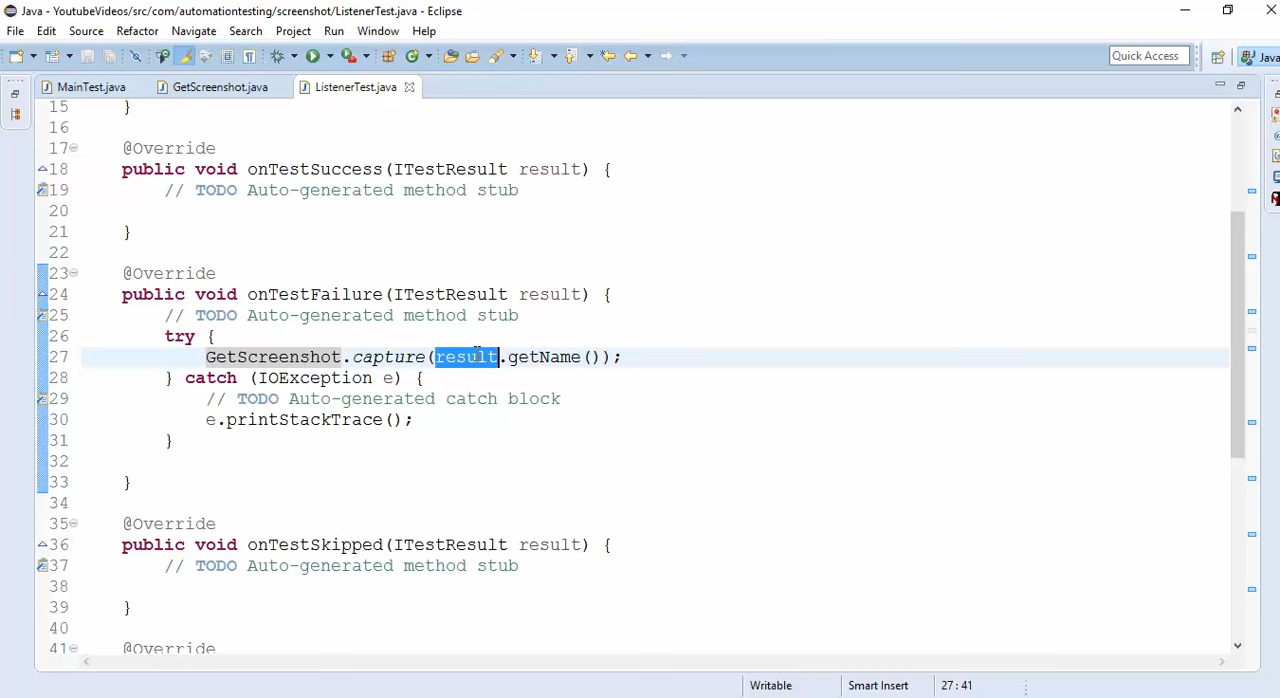 Java - YoutubeVideos/src/com/automationtesting/screenshot/ListenerTest.java - Eclipse
File Edit Source Refactor Navigate Search Project Run Window Help
Quick Access
Java
MainTest.java GetScreenshot.java ListenerTest.java
15 }
16
17 @Override
18 public void onTestSuccess(ITestResult result) {
19 // TODO Auto-generated method stub
20
21 }
22
23 @Override
24 public void onTestFailure(ITestResult result) {
25 // TODO Auto-generated method stub
26 try {
27 GetScreenshot.capture(result.getName());
28 } catch (IOException e) {
29 // TODO Auto-generated catch block
30 e.printStackTrace();
31 }
32
33 }
34
35 @Override
36 public void onTestSkipped(ITestResult result) {
37 // TODO Auto-generated method stub
38
39 }
40
41 @Override
Writable Smart Insert 27 : 41